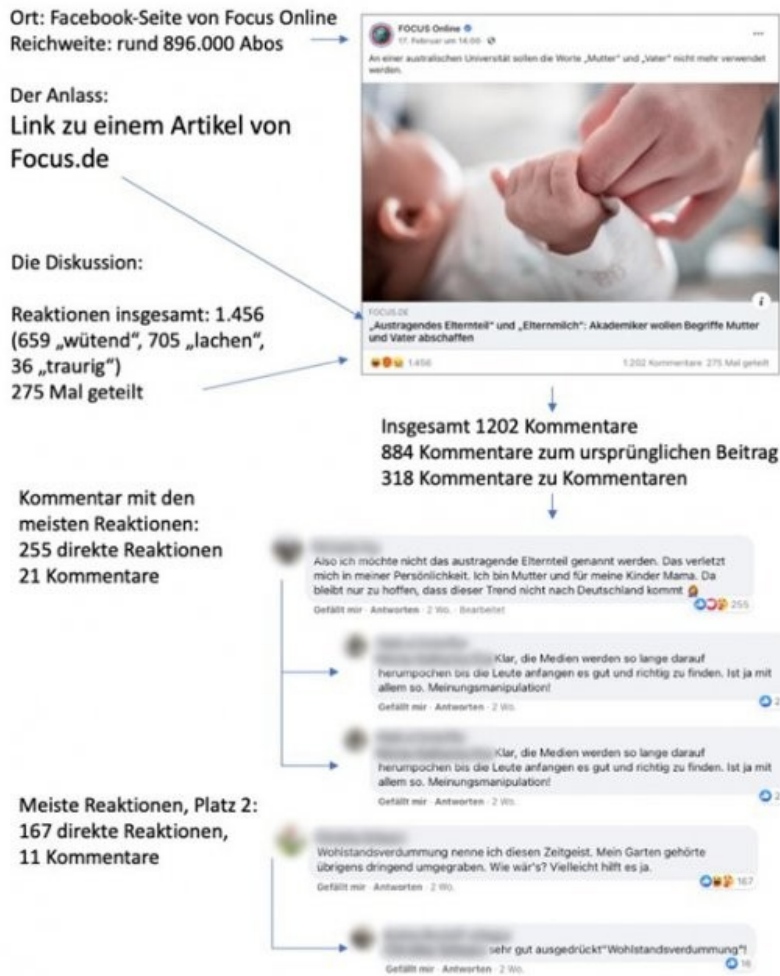 Ort: Facebook-Seite von Focus Online
Reichweite: rund 896.000 Abos
FOCUS Online
17. Februar um 14:00
An einer australischen Universität sollen die Worte „Mutter" und „Vater" nicht mehr verwendet
werden.
Der Anlass:
Link zu einem Artikel von
Focus.de
Die Diskussion:
Reaktionen insgesamt: 1.456
(659 „wütend", 705 „lachen",
36 „traurig")
275 Mal geteilt
FOCUS.DE
„Austragendes Elternteil" und „Elternmilch": Akademiker wollen Begriffe Mutter
und Vater abschaffen
1.456
1.202 Kommentare 275 Mal geteilt
Insgesamt 1202 Kommentare
884 Kommentare zum ursprünglichen Beitrag
318 Kommentare zu Kommentaren
Kommentar mit den
meisten Reaktionen:
255 direkte Reaktionen
21 Kommentare
Also ich möchte nicht das austragende Elternteil genannt werden. Das verletzt
mich in meiner Persönlichkeit. Ich bin Mutter und für meine Kinder Mama. Da
bleibt nur zu hoffen, dass dieser Trend nicht nach Deutschland kommt
255
Gefällt mir · Antworten · 2 Wo. · Bearbeitet
Klar, die Medien werden so lange darauf
herumpochen bis die Leute anfangen es gut und richtig zu finden. Ist ja mit
allem so. Meinungsmanipulation!
2
Gefällt mir · Antworten · 2 Wo.
Klar, die Medien werden so lange darauf
herumpochen bis die Leute anfangen es gut und richtig zu finden. Ist ja mit
allem so. Meinungsmanipulation!
2
Gefällt mir · Antworten · 2 Wo.
Meiste Reaktionen, Platz 2:
167 direkte Reaktionen,
11 Kommentare
Wohlstandsverdummung nenne ich diesen Zeitgeist. Mein Garten gehörte
übrigens dringend umgegraben. Wie wär's? Vielleicht hilft es ja.
167
Gefällt mir · Antworten · 2 Wo.
sehr gut ausgedrückt"Wohlstandsverdummung"!
16
Gefällt mir · Antworten · 2 Wo.